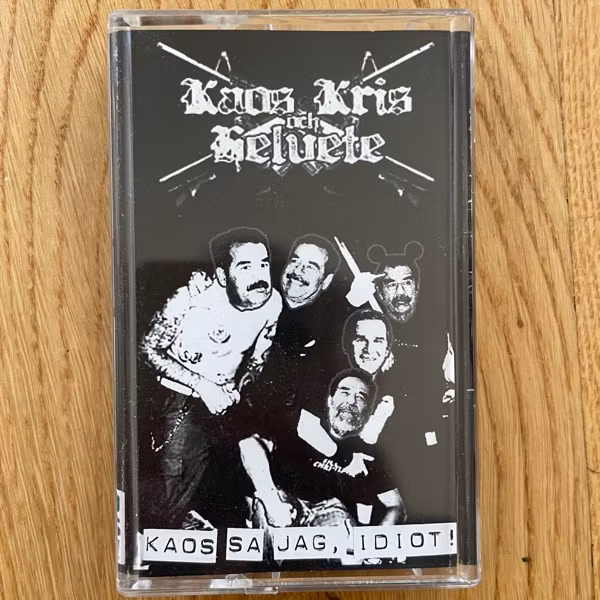 Kaos Kris
och
Helvete
KAOS SA JAG, IDIOT!